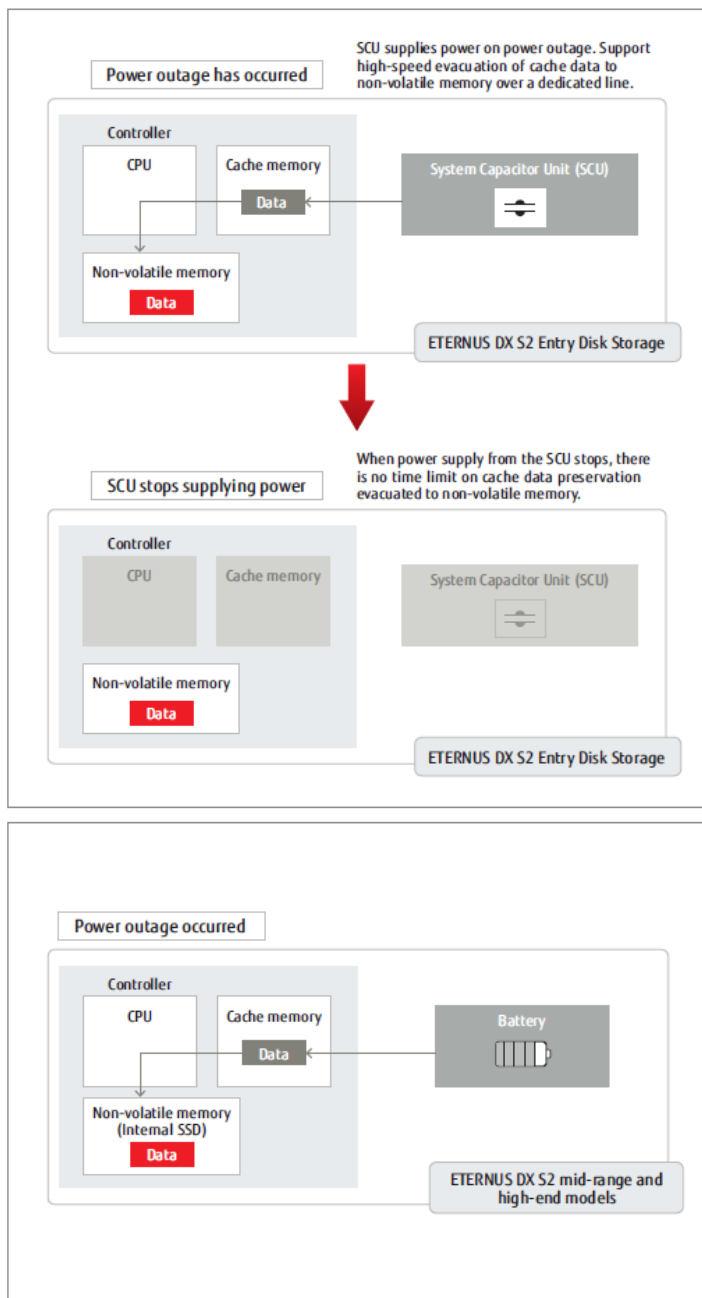 SCU supplies power on power outage. Support
high-speed evacuation of cache data to
non-volatile memory over a dedicated line.
Power outage has occurred
Controller
CPU
Cache memory
System Capacitor Unit (SCU)
Data
Non-volatile memory
Data
ETERNUS DX S2 Entry Disk Storage
When power supply from the SCU stops, there
is no time limit on cache data preservation
evacuated to non-volatile memory.
SCU stops supplying power
Controller
CPU
Cache memory
System Capacitor Unit (SCU)
Non-volatile memory
Data
ETERNUS DX S2 Entry Disk Storage
Power outage occurred
Controller
CPU
Cache memory
Battery
Data
Non-volatile memory
(Internal SSD)
Data
ETERNUS DX S2 mid-range and
high-end models